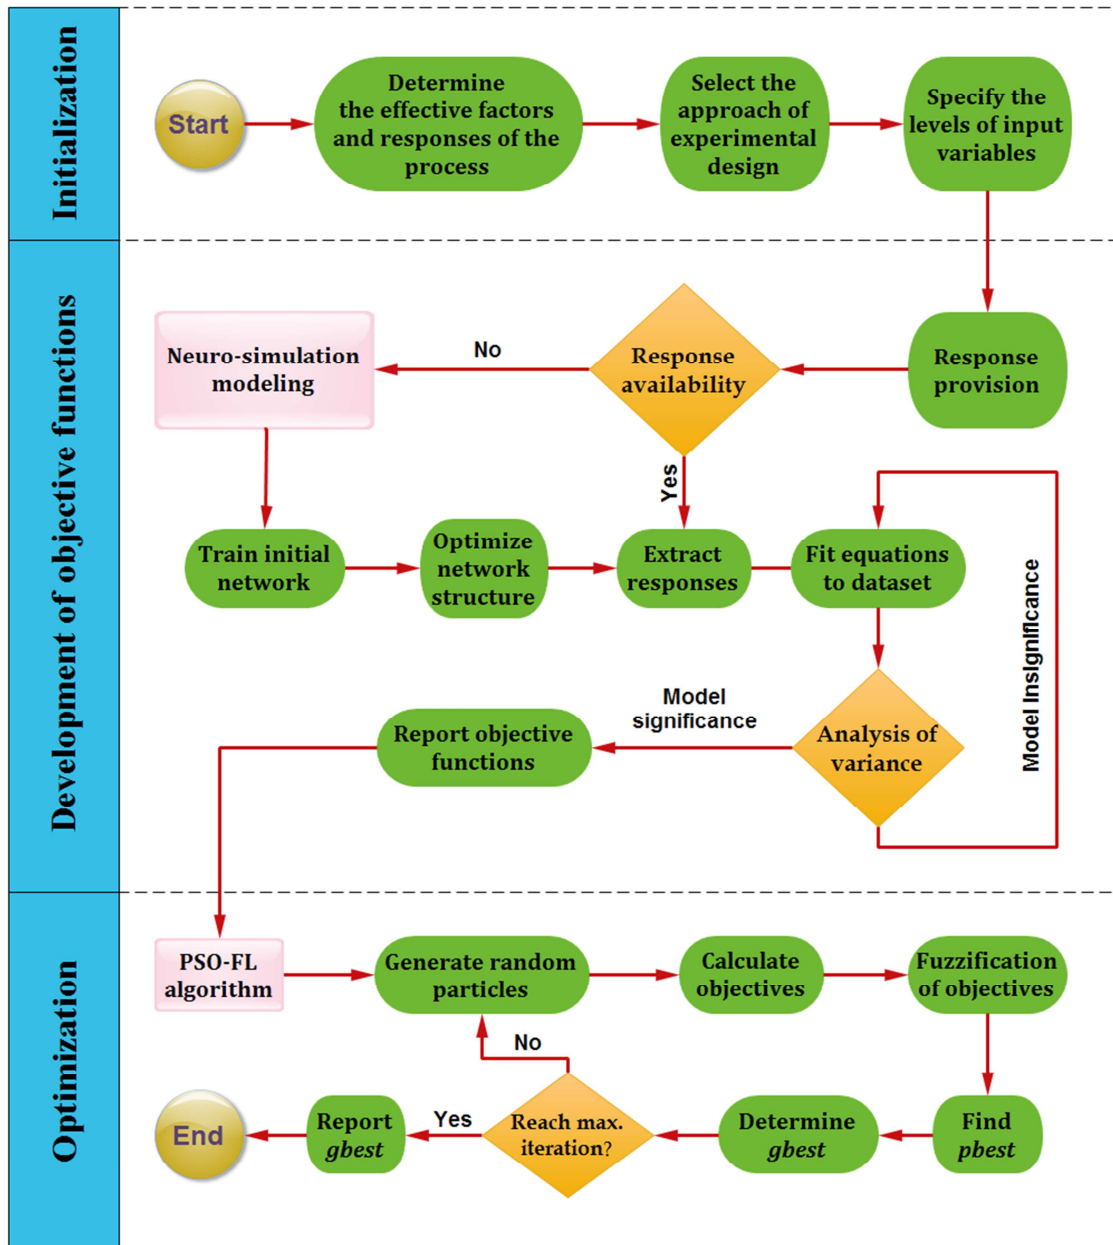 Initialization
Start
Determine
the effective factors
and responses of the
process
Select the
approach of
experimental
design
Specify the
levels of input
variables
Development of objective functions
Neuro-simulation
modeling
No
Response
availability
Response
provision
Yes
Train initial
network
Optimize
network
structure
Extract
responses
Fit equations
to dataset
Model Insignificance
Model
significance
Report objective
functions
Analysis of
variance
Optimization
PSO-FL
algorithm
Generate random
particles
Calculate
objectives
Fuzzification
of objectives
No
End
Report
gbest
Yes
Reach max.
iteration?
Determine
gbest
Find
pbest